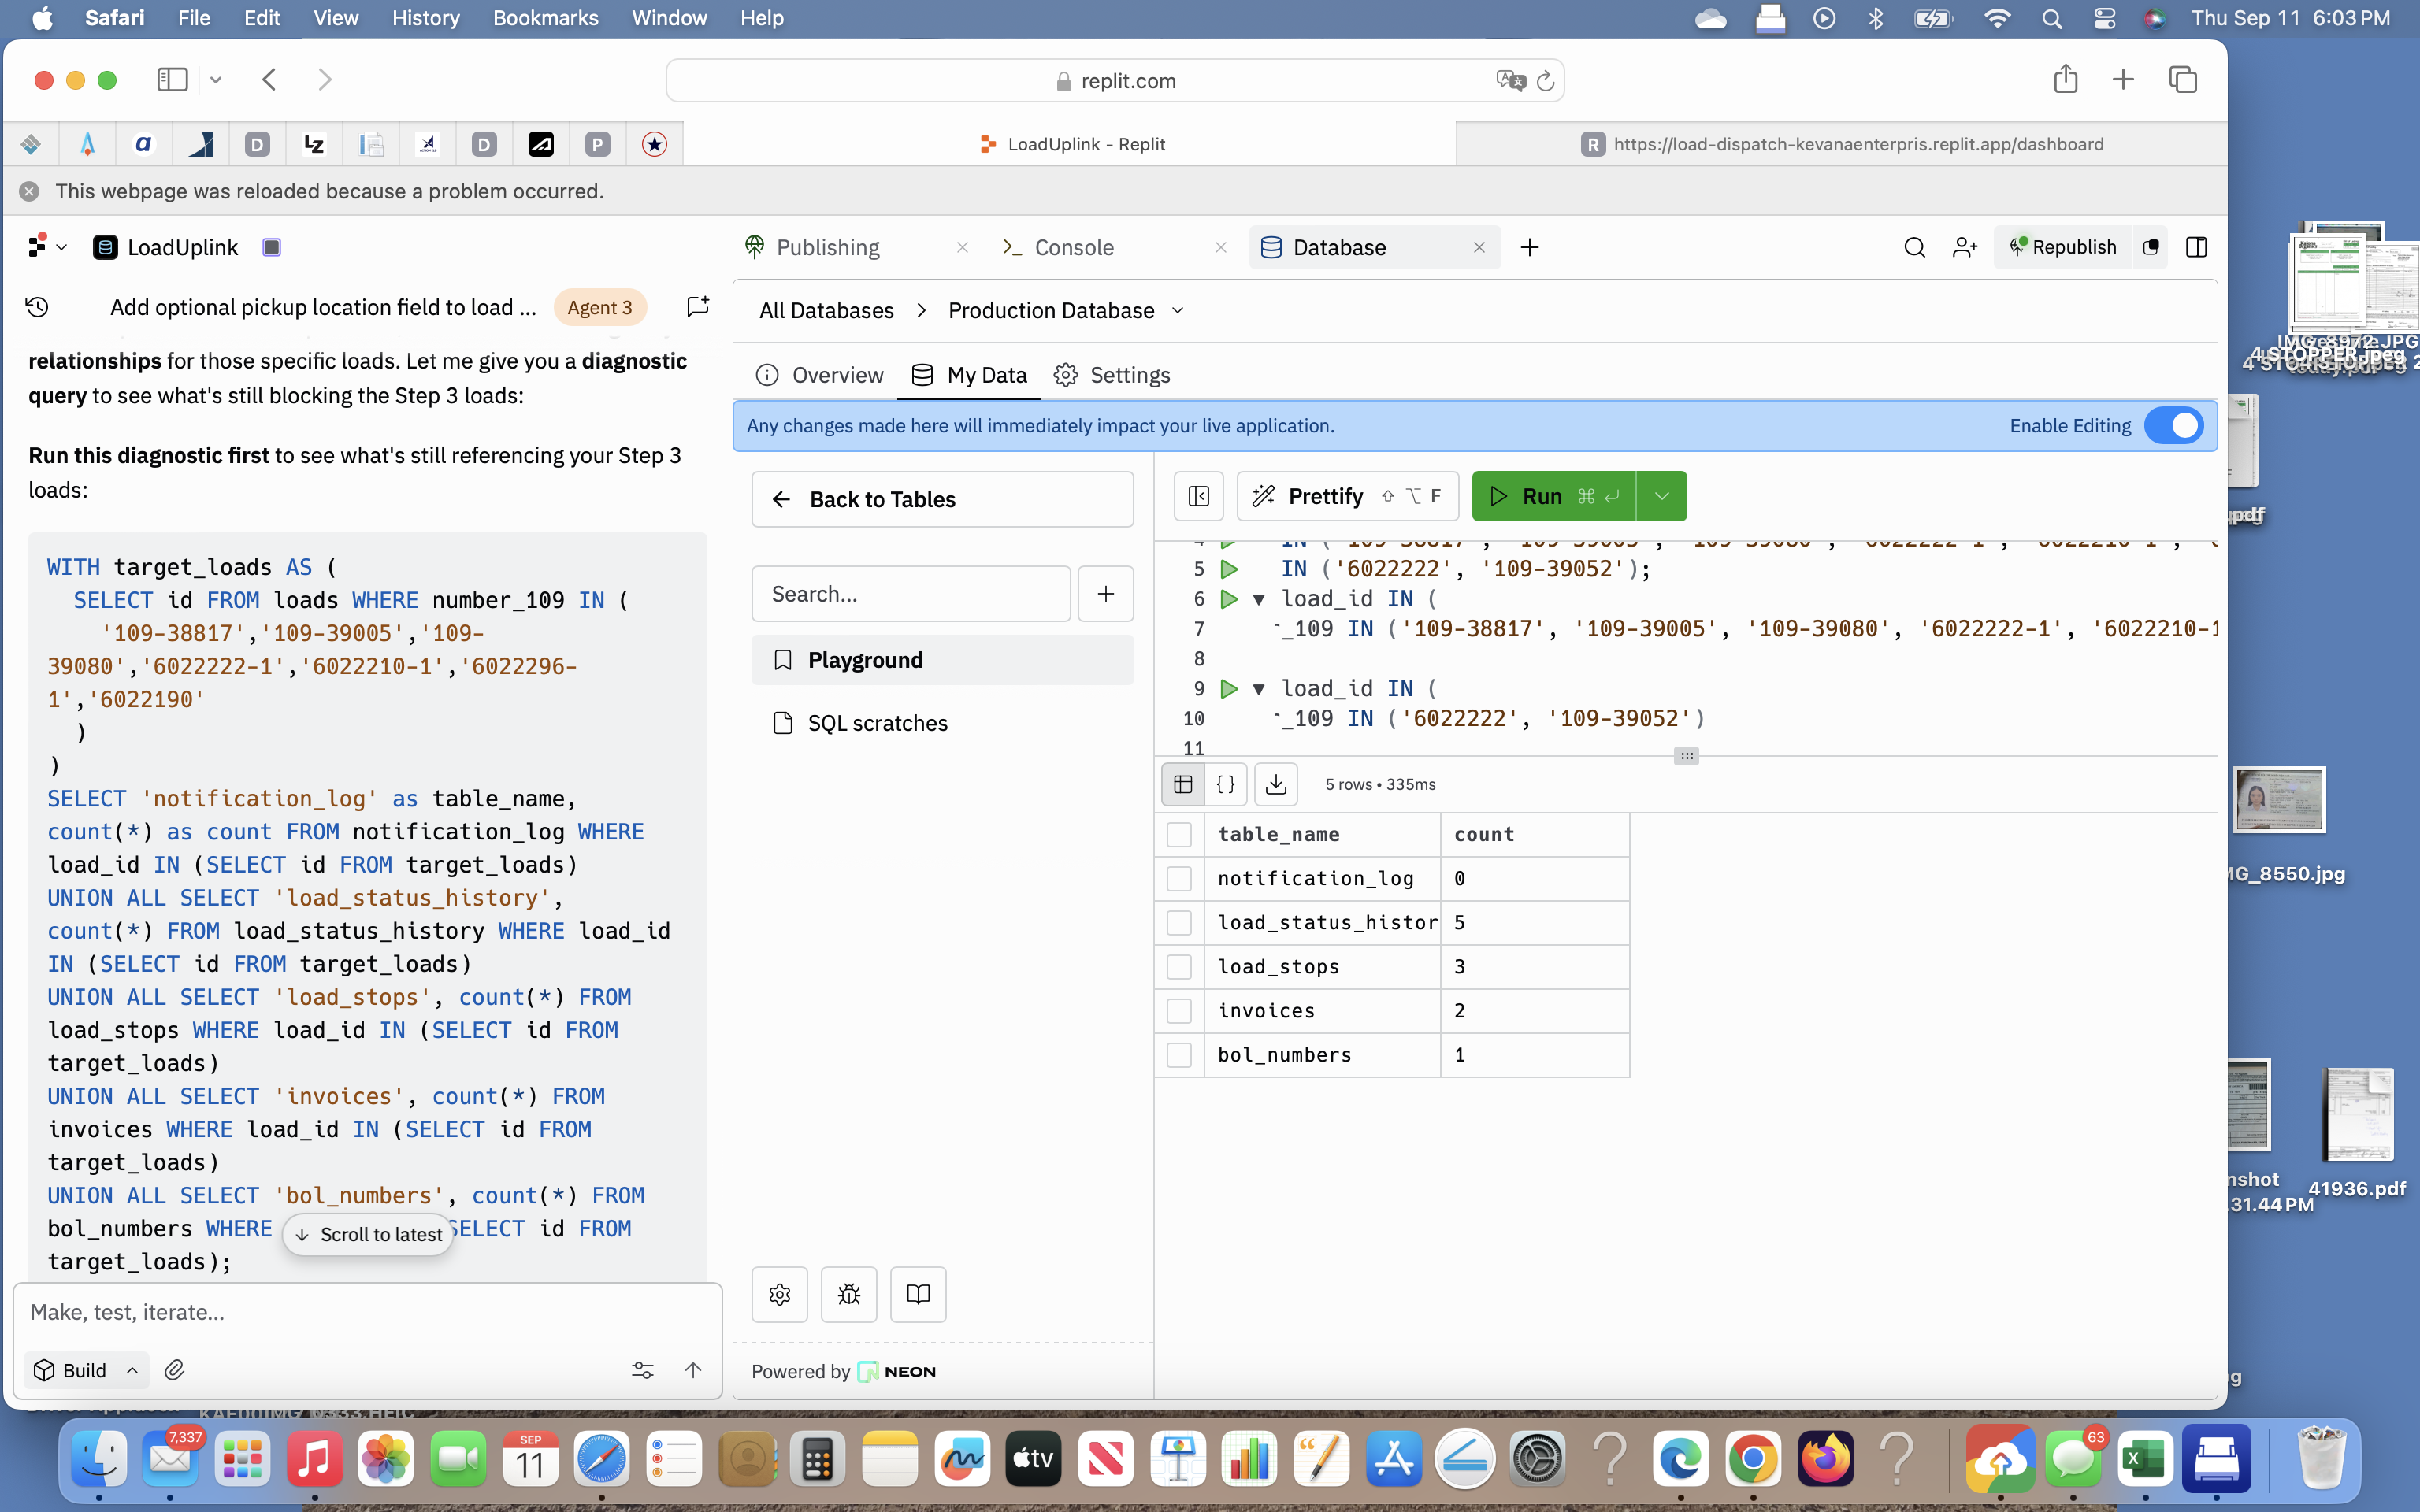 Safari File Edit View History Bookmarks Window Help Thu Sep 11 6:03 PM
replit.com
a D LZ D P LoadUplink - Replit R https://load-dispatch-kevanaenterpris.replit.app/dashboard
This webpage was reloaded because a problem occurred.
LoadUplink
Publishing Console Database Republish
Add optional pickup location field to load ... Agent 3
All Databases > Production Database
relationships for those specific loads. Let me give you a diagnostic
query to see what's still blocking the Step 3 loads:
Run this diagnostic first to see what's still referencing your Step 3
loads:
WITH target_loads AS (
SELECT id FROM loads WHERE number_109 IN (
'109-38817','109-39005','109-
39080','6022222-1','6022210-1','6022296-
1','6022190'
)
)
SELECT 'notification_log' as table_name,
count(*) as count FROM notification_log WHERE
load_id IN (SELECT id FROM target_loads)
UNION ALL SELECT 'load_status_history',
count(*) FROM load_status_history WHERE load_id
IN (SELECT id FROM target_loads)
UNION ALL SELECT 'load_stops', count(*) FROM
load_stops WHERE load_id IN (SELECT id FROM
target_loads)
UNION ALL SELECT 'invoices', count(*) FROM
invoices WHERE load_id IN (SELECT id FROM
target_loads)
UNION ALL SELECT 'bol_numbers', count(*) FROM
bol_numbers WHERE SELECT id FROM
target_loads);
Scroll to latest
Make, test, iterate...
Build
Overview My Data Settings
Any changes made here will immediately impact your live application. Enable Editing
Back to Tables
Search...
Playground
SQL scratches
Powered by NEON
Prettify ⇧ ⌥ F Run ⌘ ↵
4 IN ('109-38817', '109-39005', '109-39080', '6022222-1', '6022210-1',
5 IN ('6022222', '109-39052');
6 load_id IN (
7 _109 IN ('109-38817', '109-39005', '109-39080', '6022222-1', '6022210-1
8
9 load_id IN (
10 _109 IN ('6022222', '109-39052')
11
5 rows • 335ms
table_name count
notification_log 0
load_status_histor 5
load_stops 3
invoices 2
bol_numbers 1
4 STOPPER.jpeg
MG_8550.jpg
nshot
.31.44 PM
41936.pdf
7,337
SEP
11
tv
63